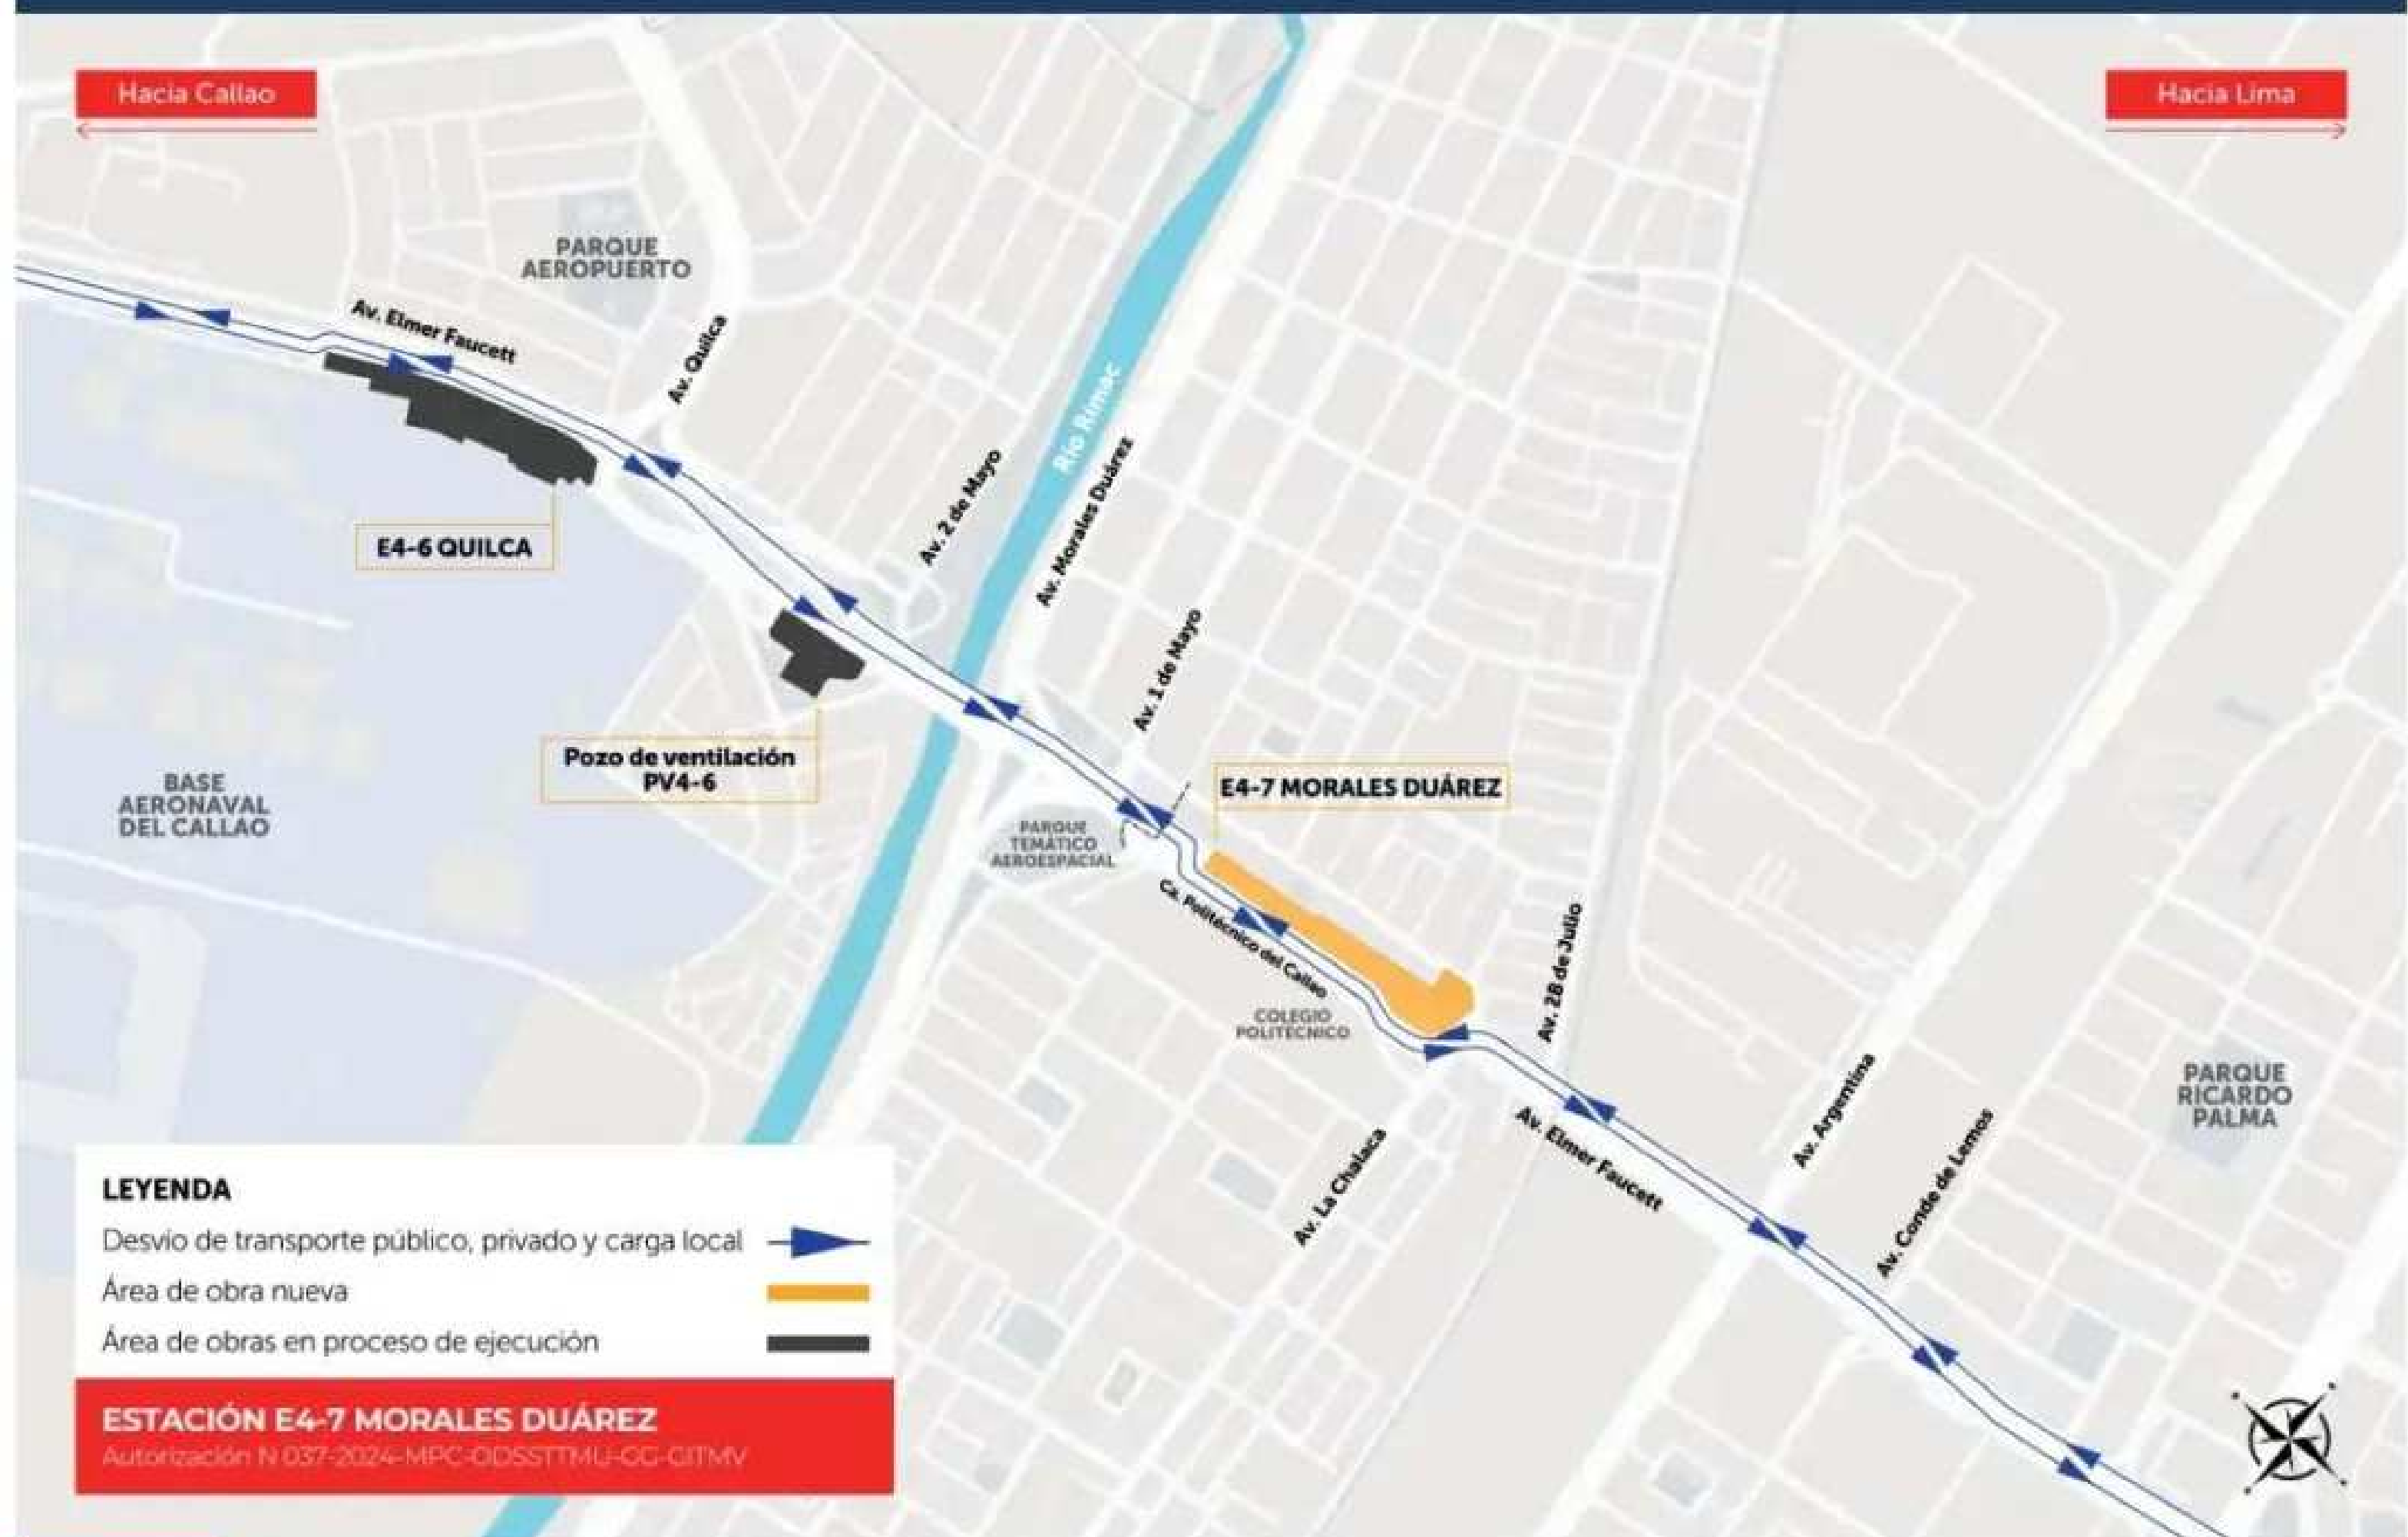 Hacia Callao
Hacia Lima
PARQUE
AEROPUERTO
Av. Elmer Faucett
Av. Quilca
Río Rímac
Av. 2 de Mayo
Av. Morales Duárez
E4-6 QUILCA
Av. 1 de Mayo
Pozo de ventilación
PV4-6
E4-7 MORALES DUÁREZ
BASE
AERONAVAL
DEL CALLAO
PARQUE
TEMÁTICO
AEROESPACIAL
Ca. Politécnico del Callao
COLEGIO
POLITÉCNICO
Av. 28 de Julio
Av. La Chalaca
Av. Elmer Faucett
Av. Argentina
Av. Conde de Lemos
PARQUE
RICARDO
PALMA
LEYENDA
Desvío de transporte público, privado y carga local
Área de obra nueva
Área de obras en proceso de ejecución
ESTACIÓN E4-7 MORALES DUÁREZ
Autorización N 037-2024-MPC-ODSSTTMU-GG-GITMV